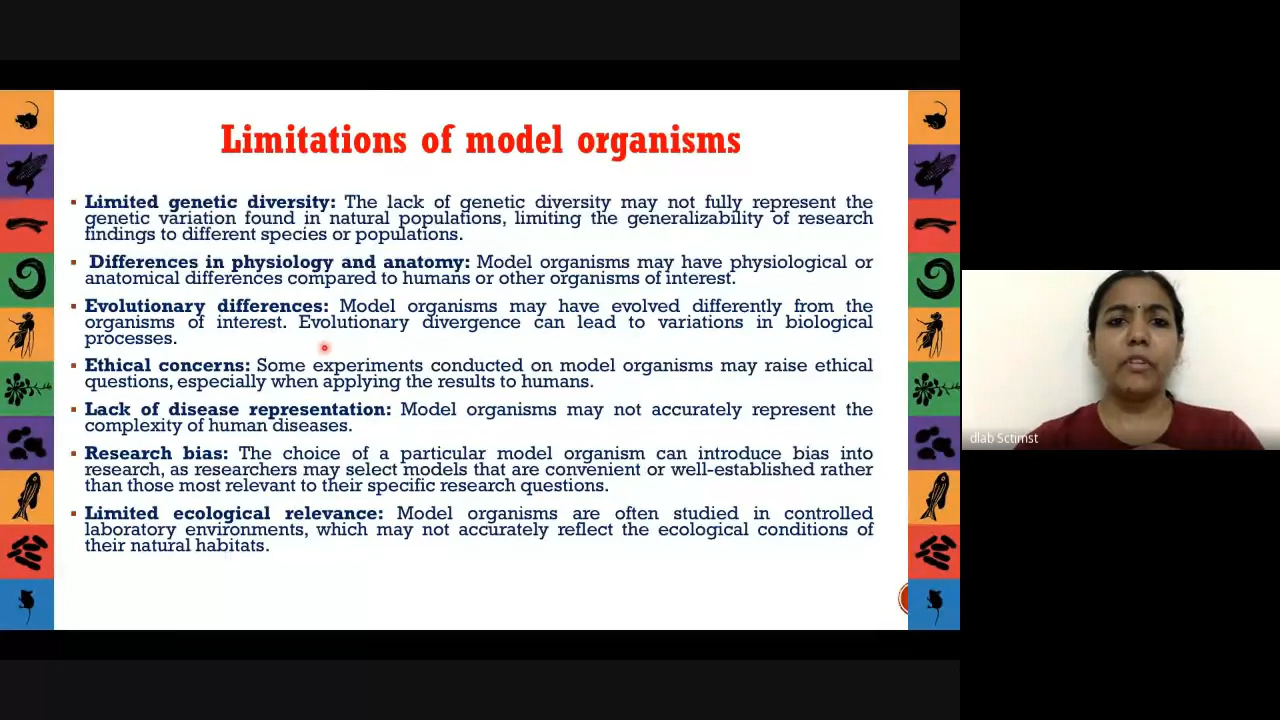 Limitations of model organisms
▪ Limited genetic diversity: The lack of genetic diversity may not fully represent the
genetic variation found in natural populations, limiting the generalizability of research
findings to different species or populations.
▪ Differences in physiology and anatomy: Model organisms may have physiological or
anatomical differences compared to humans or other organisms of interest.
▪ Evolutionary differences: Model organisms may have evolved differently from the
organisms of interest. Evolutionary divergence can lead to variations in biological
processes.
▪ Ethical concerns: Some experiments conducted on model organisms may raise ethical
questions, especially when applying the results to humans.
▪ Lack of disease representation: Model organisms may not accurately represent the
complexity of human diseases.
▪ Research bias: The choice of a particular model organism can introduce bias into
research, as researchers may select models that are convenient or well-established rather
than those most relevant to their specific research questions.
▪ Limited ecological relevance: Model organisms are often studied in controlled
laboratory environments, which may not accurately reflect the ecological conditions of
their natural habitats.
dlab Sctimst